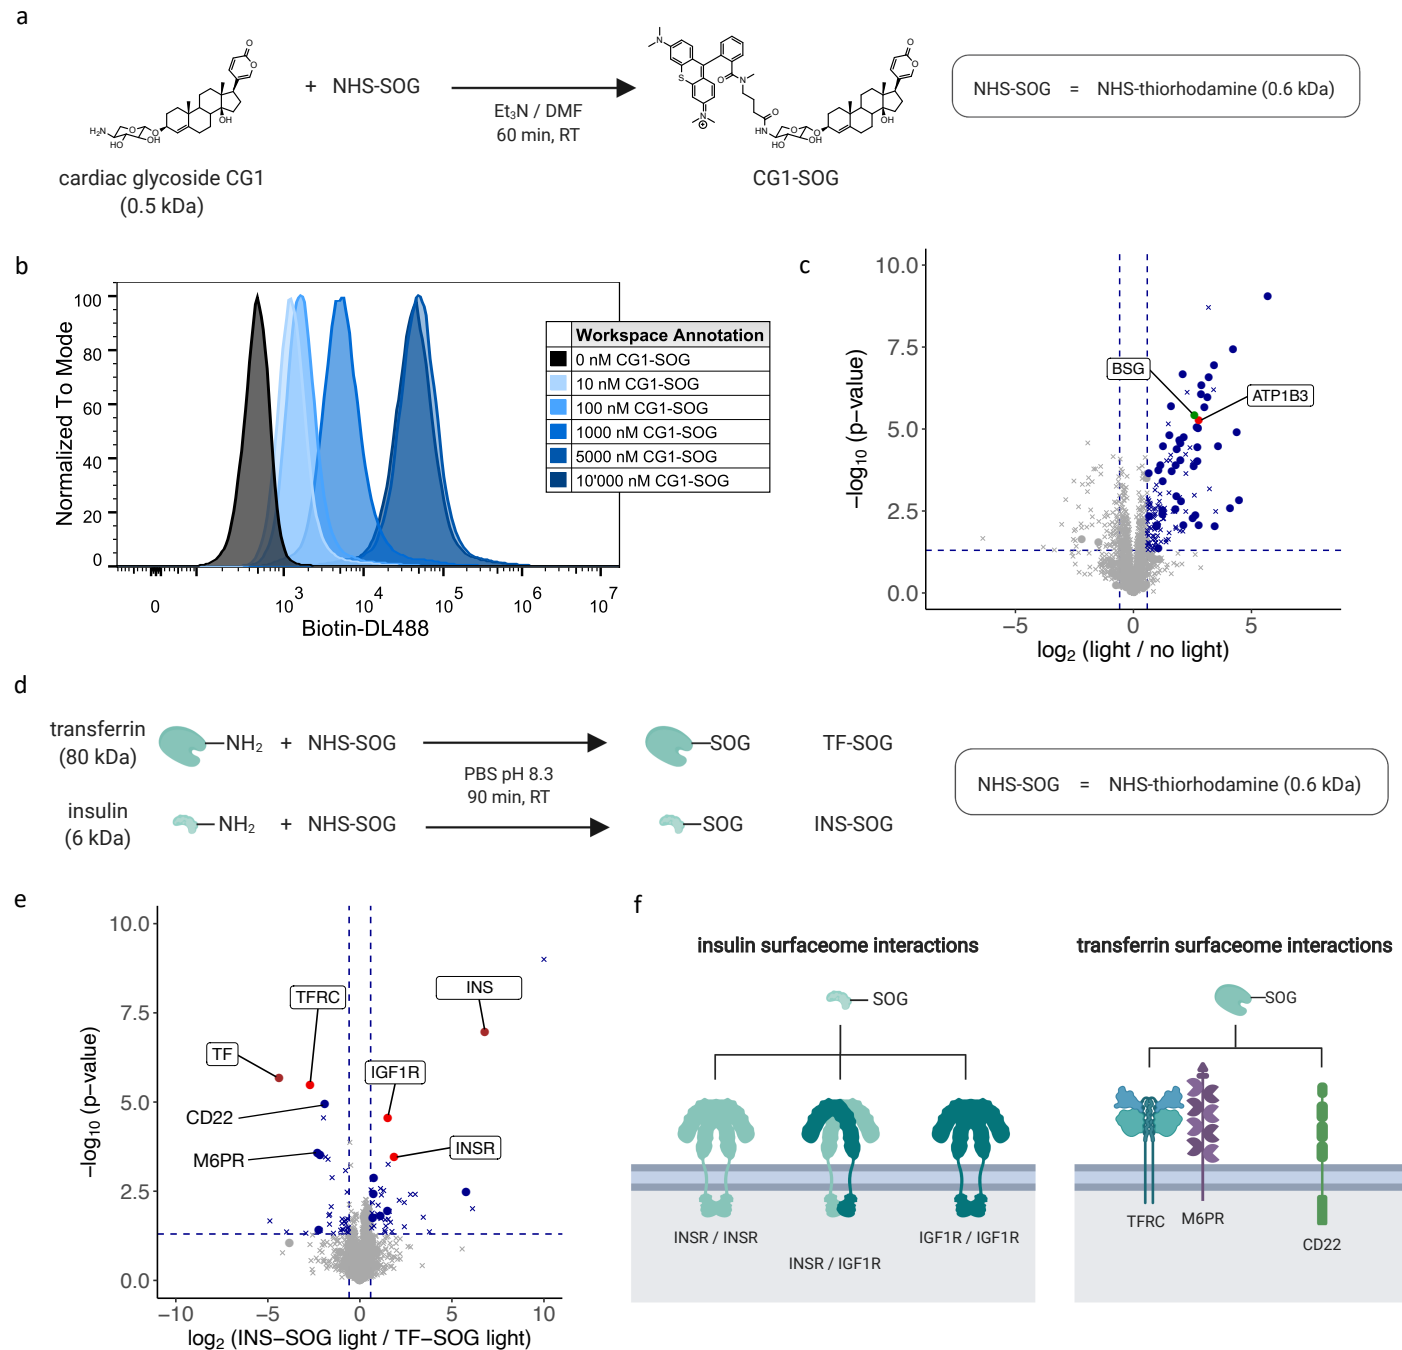 a
N
S
N
⊕
O
N
O
HN
O
HO
OH
O
OH
O
O
H2N
O
HO
OH
O
OH
O
O
+ NHS-SOG
Et3N / DMF
60 min, RT
cardiac glycoside CG1
(0.5 kDa)
CG1-SOG
NHS-SOG = NHS-thiorhodamine (0.6 kDa)
b
Normalized To Mode
100
80
60
40
20
0
0 10^3 10^4 10^5 10^6 10^7
Biotin-DL488
Workspace Annotation
0 nM CG1-SOG
10 nM CG1-SOG
100 nM CG1-SOG
1000 nM CG1-SOG
5000 nM CG1-SOG
10'000 nM CG1-SOG
c
−log10 (p−value)
10.0
7.5
5.0
2.5
0.0
BSG
ATP1B3
−5 0 5
log2 (light / no light)
d
transferrin
(80 kDa)
NH2 + NHS-SOG
SOG TF-SOG
PBS pH 8.3
90 min, RT
insulin
(6 kDa)
NH2 + NHS-SOG
SOG INS-SOG
NHS-SOG = NHS-thiorhodamine (0.6 kDa)
e
−log10 (p−value)
10.0
7.5
5.0
2.5
0.0
TFRC
INS
TF
IGF1R
CD22
INSR
M6PR
−10 −5 0 5 10
log2 (INS−SOG light / TF−SOG light)
f
insulin surfaceome interactions
SOG
INSR / INSR
INSR / IGF1R
IGF1R / IGF1R
transferrin surfaceome interactions
SOG
TFRC
M6PR
CD22